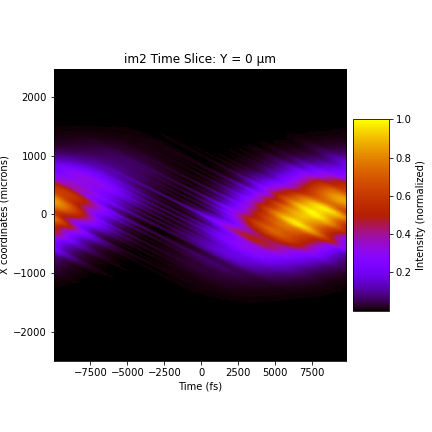 im2 Time Slice: Y = 0 μm
X coordinates (microns)
2000
1000
0
−1000
−2000
−7500 −5000 −2500 0 2500 5000 7500
Time (fs)
1.0
0.8
0.6
0.4
0.2
Intensity (normalized)